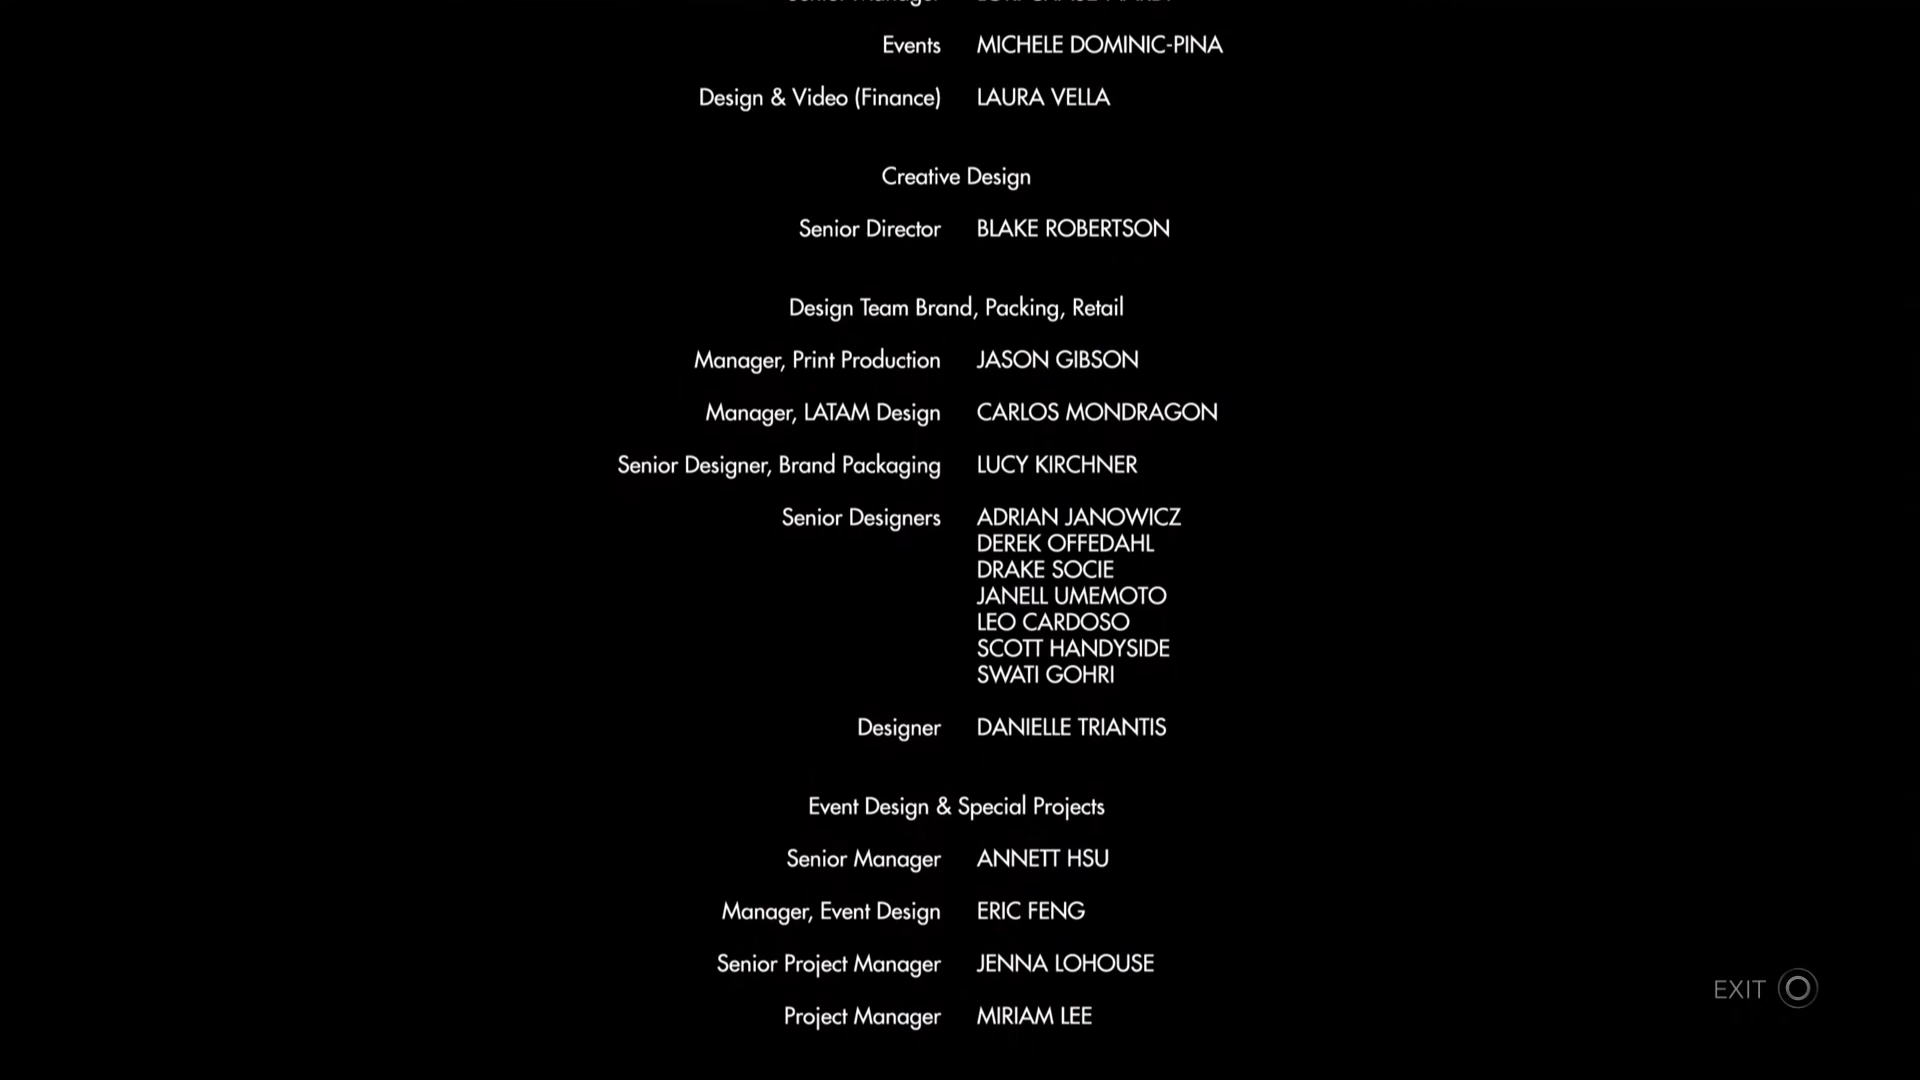 Events MICHELE DOMINIC-PINA
Design & Video (Finance) LAURA VELLA
Creative Design
Senior Director BLAKE ROBERTSON
Design Team Brand, Packing, Retail
Manager, Print Production JASON GIBSON
Manager, LATAM Design CARLOS MONDRAGON
Senior Designer, Brand Packaging LUCY KIRCHNER
Senior Designers ADRIAN JANOWICZ
DEREK OFFEDAHL
DRAKE SOCIE
JANELL UMEMOTO
LEO CARDOSO
SCOTT HANDYSIDE
SWATI GOHRI
Designer DANIELLE TRIANTIS
Event Design & Special Projects
Senior Manager ANNETT HSU
Manager, Event Design ERIC FENG
Senior Project Manager JENNA LOHOUSE
EXIT
Project Manager MIRIAM LEE